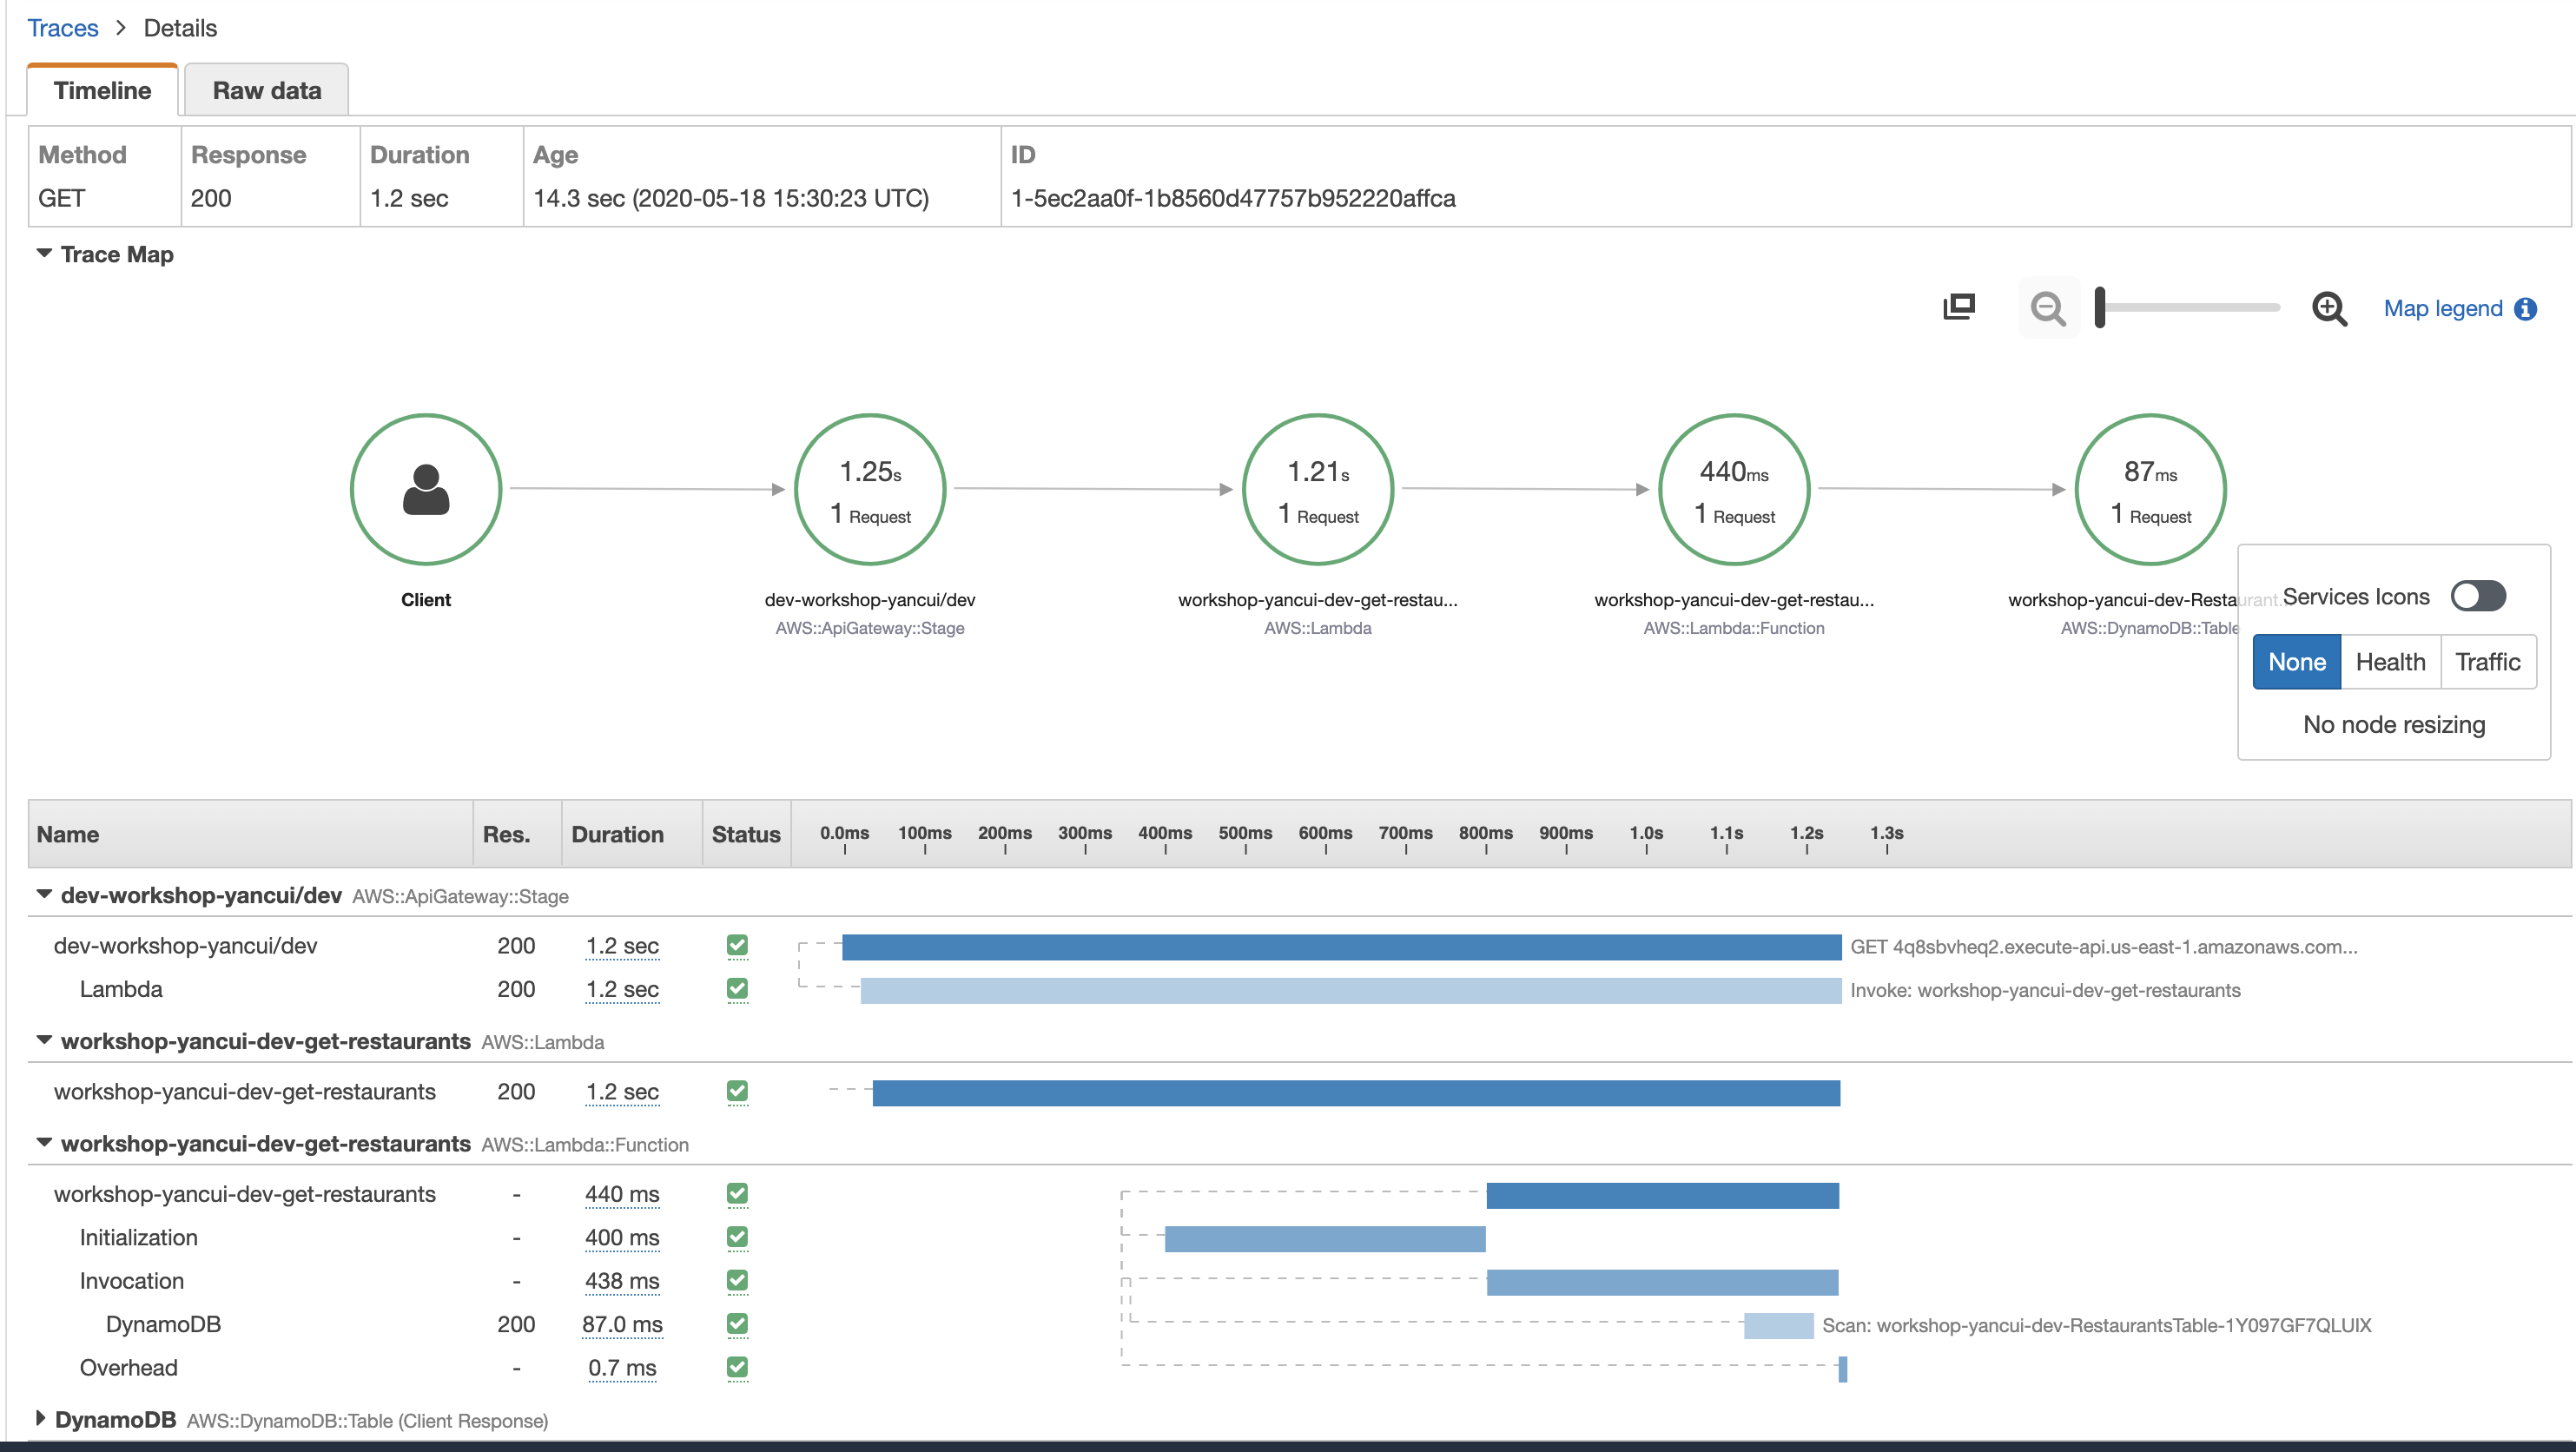 Traces > Details
Timeline Raw data
Method Response Duration Age ID
GET 200 1.2 sec 14.3 sec (2020-05-18 15:30:23 UTC) 1-5ec2aa0f-1b8560d47757b952220affca
Trace Map
Map legend
1.25s 1.21s 440ms 87ms
1 Request 1 Request 1 Request 1 Request
Client dev-workshop-yancui/dev workshop-yancui-dev-get-restau... workshop-yancui-dev-get-restau... workshop-yancui-dev-Restaurant...
AWS::ApiGateway::Stage AWS::Lambda AWS::Lambda::Function AWS::DynamoDB::Table
Services Icons
None Health Traffic
No node resizing
Name Res. Duration Status 0.0ms 100ms 200ms 300ms 400ms 500ms 600ms 700ms 800ms 900ms 1.0s 1.1s 1.2s 1.3s
dev-workshop-yancui/dev AWS::ApiGateway::Stage
dev-workshop-yancui/dev 200 1.2 sec GET 4q8sbvheq2.execute-api.us-east-1.amazonaws.com...
Lambda 200 1.2 sec Invoke: workshop-yancui-dev-get-restaurants
workshop-yancui-dev-get-restaurants AWS::Lambda
workshop-yancui-dev-get-restaurants 200 1.2 sec
workshop-yancui-dev-get-restaurants AWS::Lambda::Function
workshop-yancui-dev-get-restaurants - 440 ms
Initialization - 400 ms
Invocation - 438 ms
DynamoDB 200 87.0 ms Scan: workshop-yancui-dev-RestaurantsTable-1Y097GF7QLUIX
Overhead - 0.7 ms
DynamoDB AWS::DynamoDB::Table (Client Response)